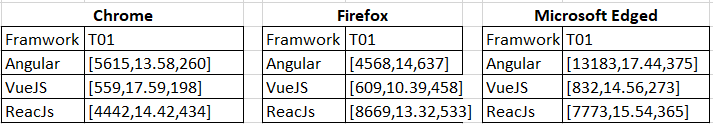 Chrome Firefox Microsoft Edged
Framwork T01 Framwork T01 Framwork T01
Angular [5615,13.58,260] Angular [4568,14,637] Angular [13183,17.44,375]
VueJS [559,17.59,198] VueJS [609,10.39,458] VueJS [832,14.56,273]
ReacJs [4442,14.42,434] ReacJs [8669,13.32,533] ReacJs [7773,15.54,365]